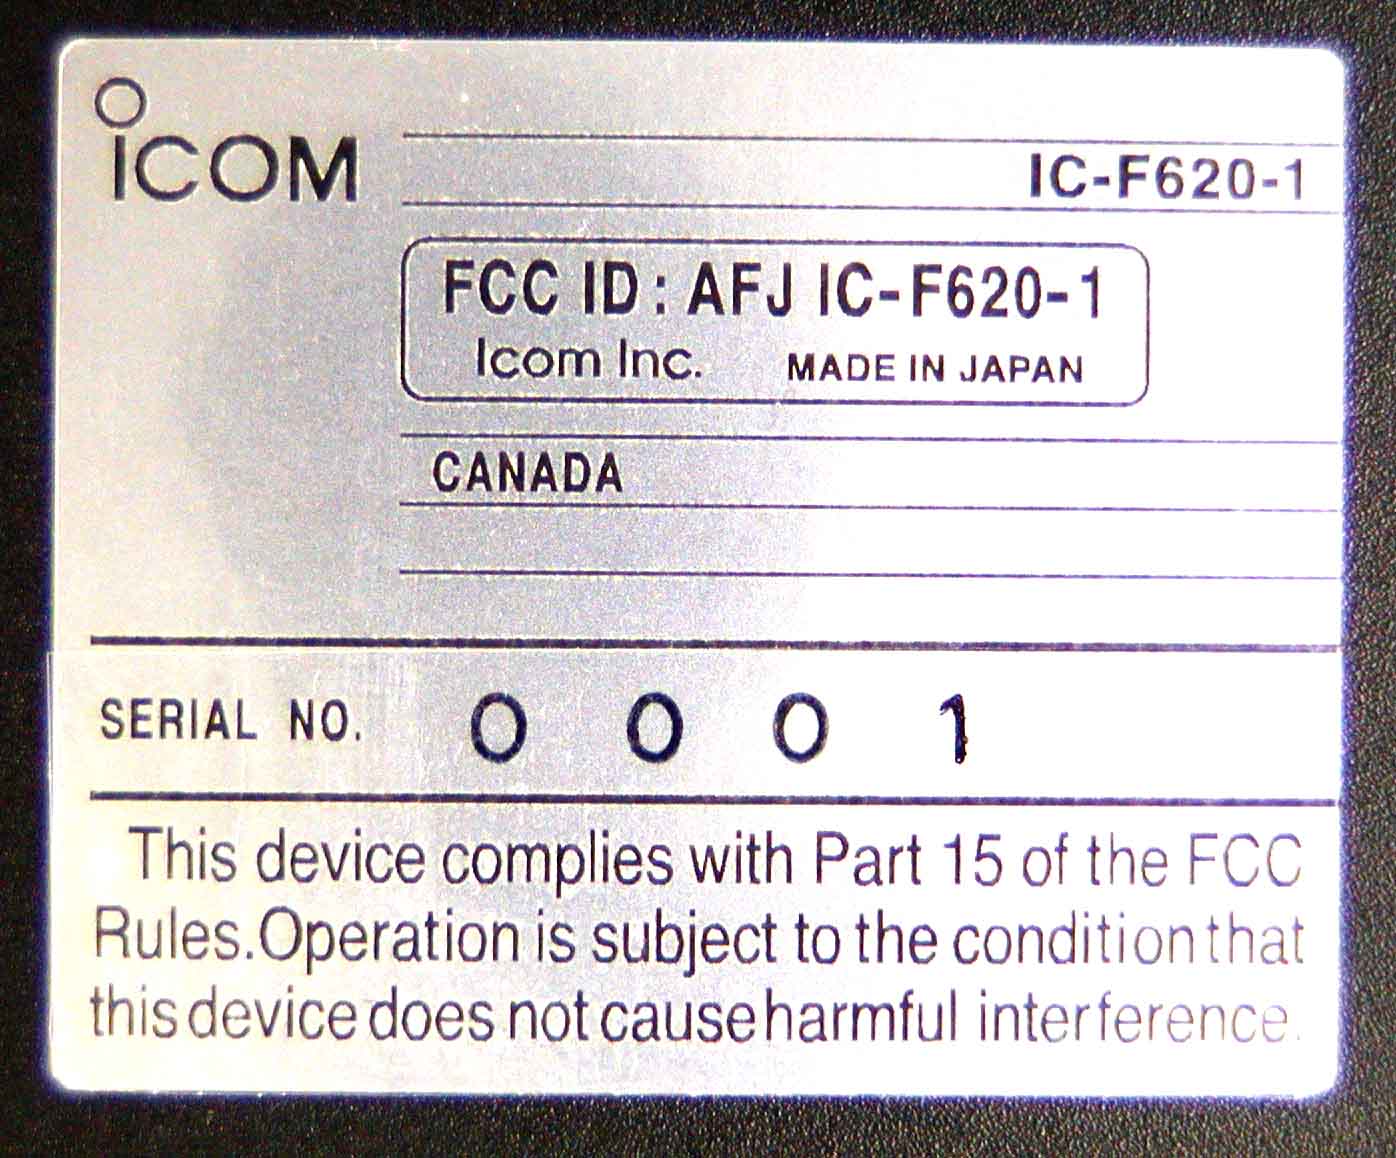 ICOM
IC-F620-1
FCC ID : AFJ IC-F620-1
Icom Inc. MADE IN JAPAN
CANADA
SERIAL NO. 0 0 0 1
This device complies with Part 15 of the FCC
Rules.Operation is subject to the condition that
this device does not cause harmful interference.